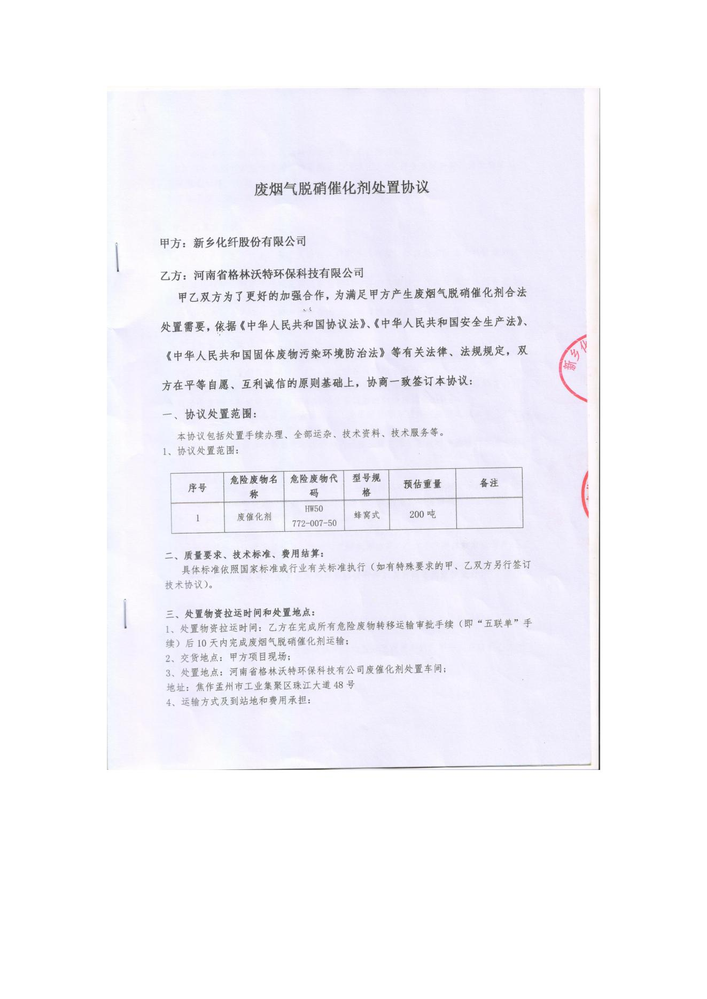 废烟气脱硝催化剂处置协议
甲方：新乡化纤股份有限公司
乙方：河南省格林沃特环保科技有限公司
甲乙双方为了更好的加强合作，为满足甲方产生废烟气脱硝催化剂合法
处置需要，依据《中华人民共和国协议法》、《中华人民共和国安全生产法》、
《中华人民共和国固体废物污染环境防治法》等有关法律、法规规定，双
方在平等自愿、互利诚信的原则基础上，协商一致签订本协议：
一、协议处置范围：
本协议包括处置手续办理、全部运杂、技术资料、技术服务等。
1、协议处置范围：
序号 危险废物名称 危险废物代码 型号规格 预估重量 备注
1 废催化剂 HW50 772-007-50 蜂窝式 200 吨
二、质量要求、技术标准、费用结算：
具体标准依照国家标准或行业有关标准执行（如有特殊要求的甲、乙双方另行签订
技术协议）。
三、处置物资拉运时间和处置地点：
1、处置物资拉运时间：乙方在完成所有危险废物转移运输审批手续（即“五联单”手
续）后 10 天内完成废烟气脱硝催化剂运输；
2、交货地点：甲方项目现场；
3、处置地点：河南省格林沃特环保科技有公司废催化剂处置车间；
地址：焦作孟州市工业集聚区珠江大道 48 号
4、运输方式及到站地和费用承担：
新乡化